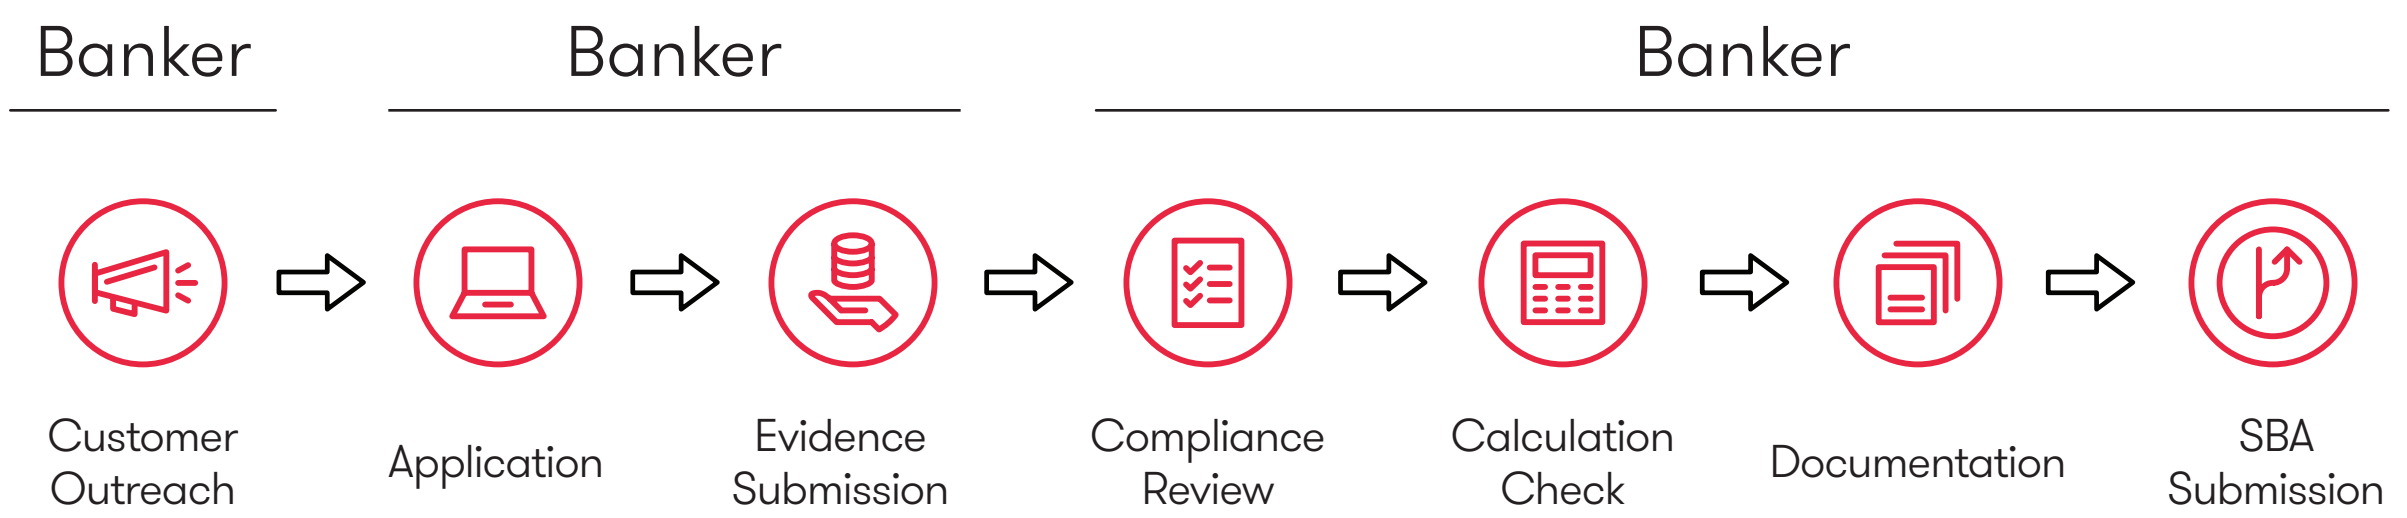 Banker
Banker
Banker
Customer
Outreach
Application
Evidence
Submission
Compliance
Review
Calculation
Check
Documentation
SBA
Submission